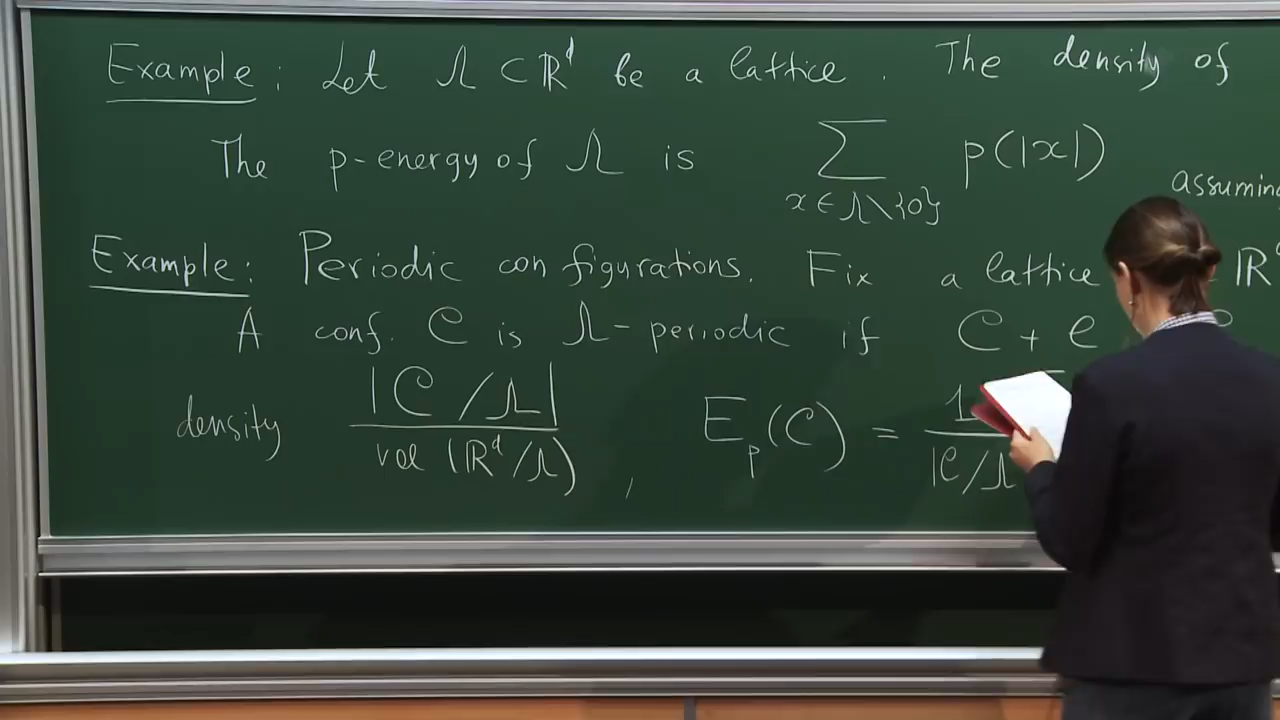 Example: Let Λ ⊂ ℝ^d be a lattice. The density of
The p-energy of Λ is ∑_{x∈Λ\{0}} p(|x|)
assuming
Example: Periodic configurations. Fix a lattice ℝ^d
A conf. C is Λ-periodic if C + e
density |C/Λ| / vol(ℝ^d/Λ) , E_p(C) = 1 / |C/Λ